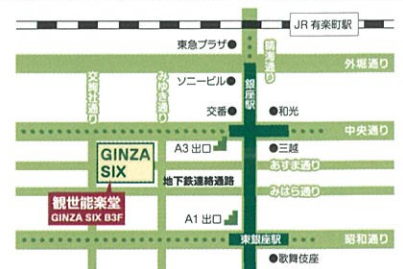 JR 有楽町駅
東急プラザ
晴海通り
外堀通り
ソニービル
銀座駅
交詢社通り
みゆき通り
交番
和光
中央通り
A3 出口
三越
GINZA
SIX
あずま通り
地下鉄連絡通路
みはら通り
観世能楽堂
GINZA SIX B3F
A1 出口
東銀座駅
昭和通り
歌舞伎座